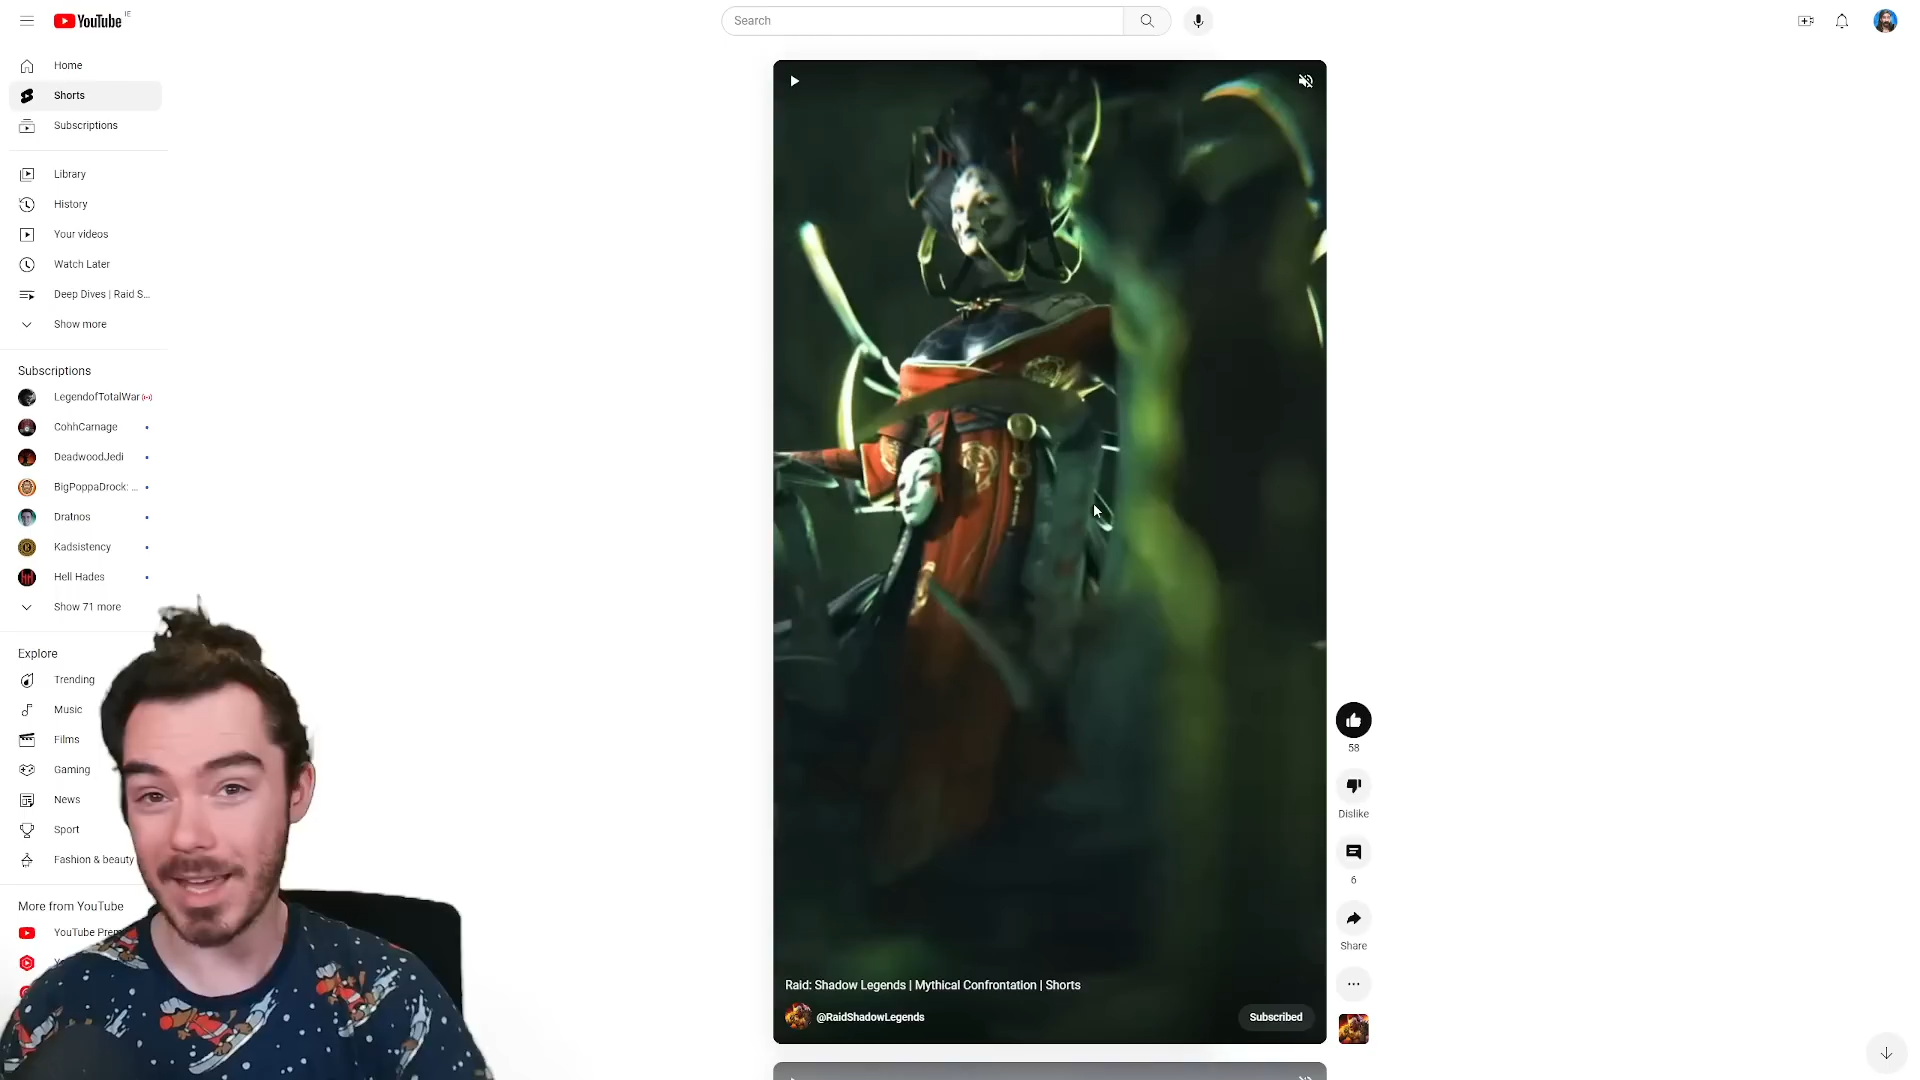 YouTube IE
Search
Home
Shorts
Subscriptions
Library
History
Your videos
Watch Later
Deep Dives | Raid S...
Show more
Subscriptions
LegendofTotalWar
CohhCarnage
DeadwoodJedi
BigPoppaDrock: ...
Dratnos
Kadsistency
Hell Hades
Show 71 more
Explore
Trending
Music
Films
Gaming
News
Sport
Fashion & beauty
More from YouTube
YouTube
58
Dislike
6
Share
Raid: Shadow Legends | Mythical Confrontation | Shorts
@RaidShadowLegends
Subscribed